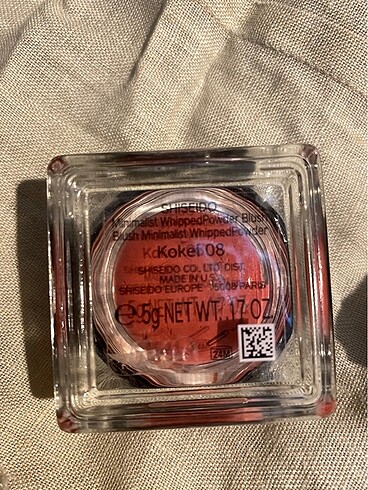 SHISEIDO
Minimalist WhippedPowder Blush
Blush Minimalist WhippedPowder
Kokei 08
SHISEIDO CO., LTD. DIST.
MADE IN U.S.A
SHISEIDO EUROPE 75008 PARIS
℮ 5g NET WT. .17 OZ.
24M